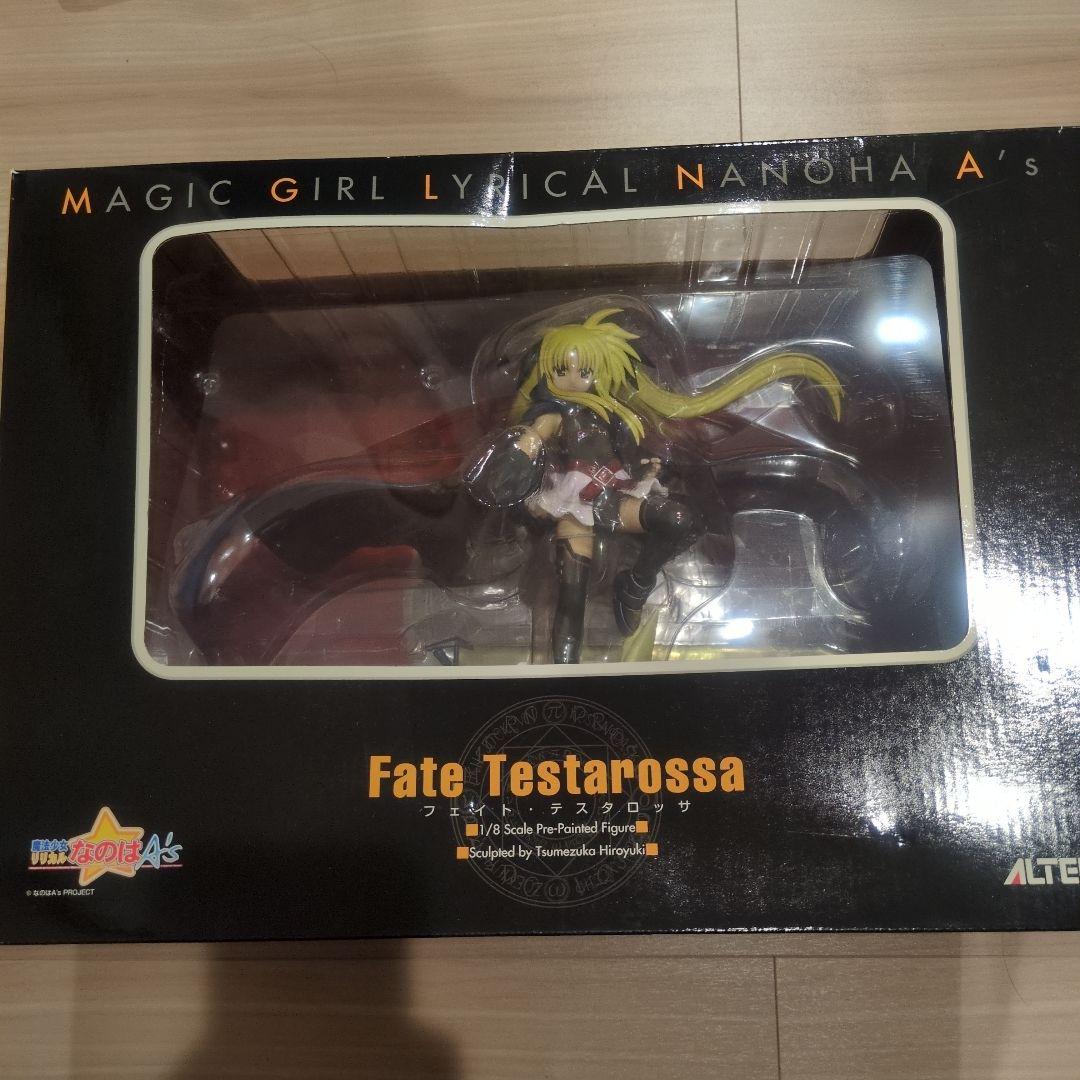 MAGIC GIRL LYRICAL NANOHA A's
Fate Testarossa
フェイト・テスタロッサ
■1/8 Scale Pre-Painted Figure■
■Sculpted by Tsumezuka Hiroyuki■
魔法少女
リリカル なのはA's
© なのはA's PROJECT
ALTE